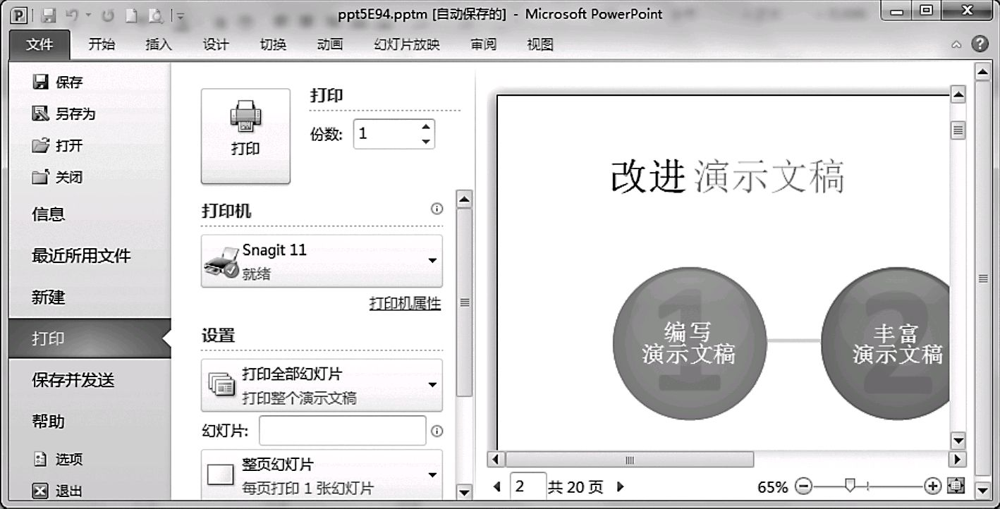 ppt5E94.pptm [自动保存的] - Microsoft PowerPoint
文件 开始 插入 设计 切换 动画 幻灯片放映 审阅 视图
保存
另存为
打开
关闭
信息
最近所用文件
新建
打印
保存并发送
帮助
选项
退出
打印
打印
份数: 1
打印机
Snagit 11
就绪
打印机属性
设置
打印全部幻灯片
打印整个演示文稿
幻灯片:
整页幻灯片
每页打印 1 张幻灯片
改进 演示文稿
1
编写
演示文稿
2
丰富
演示文稿
2 共 20 页
65%